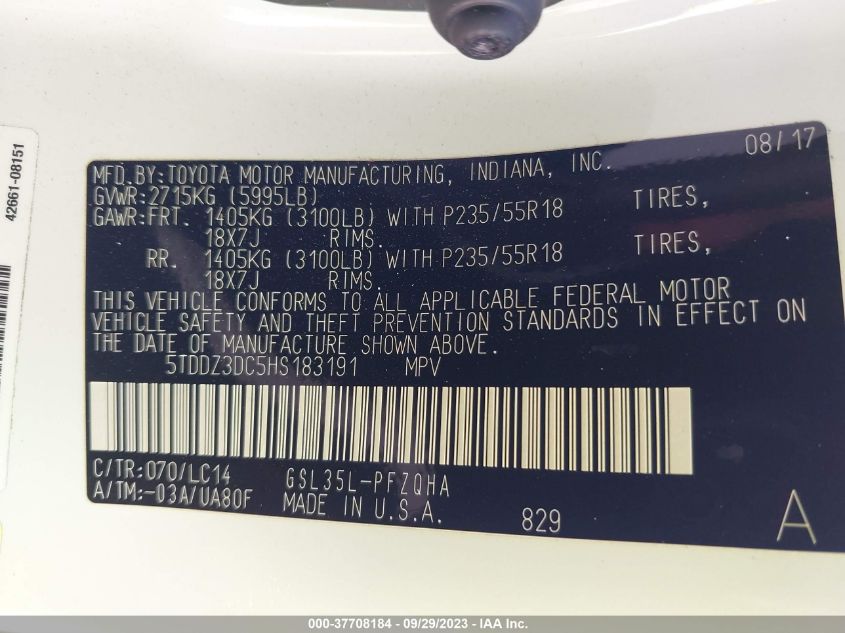 42661-08151
08/17
MFD.BY:TOYOTA MOTOR MANUFACTURING, INDIANA, INC.
GVWR:2715KG (5995LB)
GAWR:FRT. 1405KG (3100LB) WITH P235/55R18 TIRES,
18X7J RIMS.
RR. 1405KG (3100LB) WITH P235/55R18 TIRES,
18X7J RIMS.
THIS VEHICLE CONFORMS TO ALL APPLICABLE FEDERAL MOTOR
VEHICLE SAFETY AND THEFT PREVENTION STANDARDS IN EFFECT ON
THE DATE OF MANUFACTURE SHOWN ABOVE.
5TDDZ3DC5HS183191 MPV
C/TR:070/LC14 GSL35L-PFZQHA
A/TM:-03A/UA80F MADE IN U.S.A. 829 A
000-37708184 - 09/29/2023 - IAA Inc.